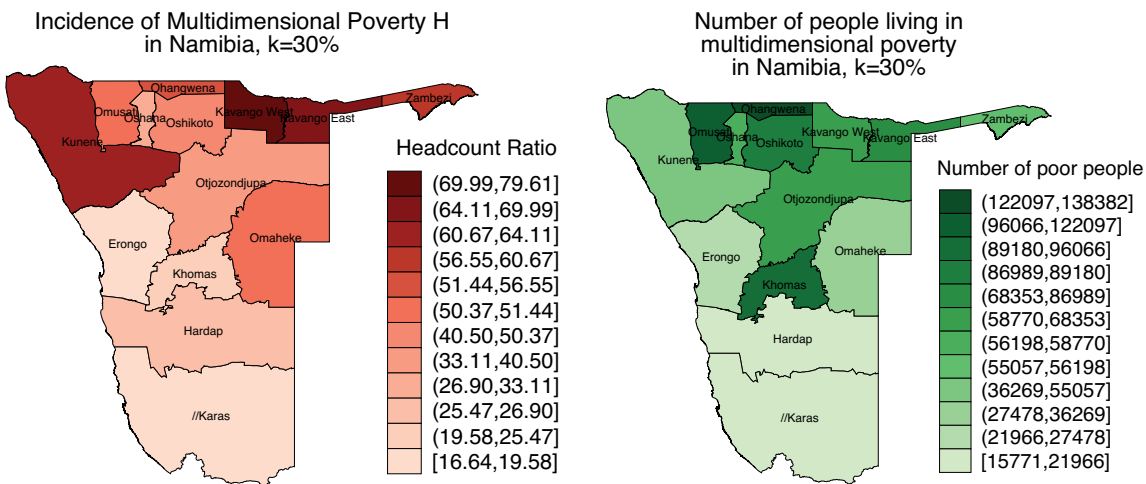 Incidence of Multidimensional Poverty H
in Namibia, k=30%
Ohangwena
Zambezi
Omusati
Oshana
Kavango West
Kavango East
Oshikoto
Kunene
Otjozondjupa
Erongo
Omaheke
Khomas
Hardap
//Karas
Headcount Ratio
(69.99,79.61]
(64.11,69.99]
(60.67,64.11]
(56.55,60.67]
(51.44,56.55]
(50.37,51.44]
(40.50,50.37]
(33.11,40.50]
(26.90,33.11]
(25.47,26.90]
(19.58,25.47]
[16.64,19.58]
Number of people living in
multidimensional poverty
in Namibia, k=30%
Ohangwena
Zambezi
Omusati
Oshana
Kavango West
Kavango East
Oshikoto
Kunene
Otjozondjupa
Erongo
Omaheke
Khomas
Hardap
//Karas
Number of poor people
(122097,138382]
(96066,122097]
(89180,96066]
(86989,89180]
(68353,86989]
(58770,68353]
(56198,58770]
(55057,56198]
(36269,55057]
(27478,36269]
(21966,27478]
[15771,21966]